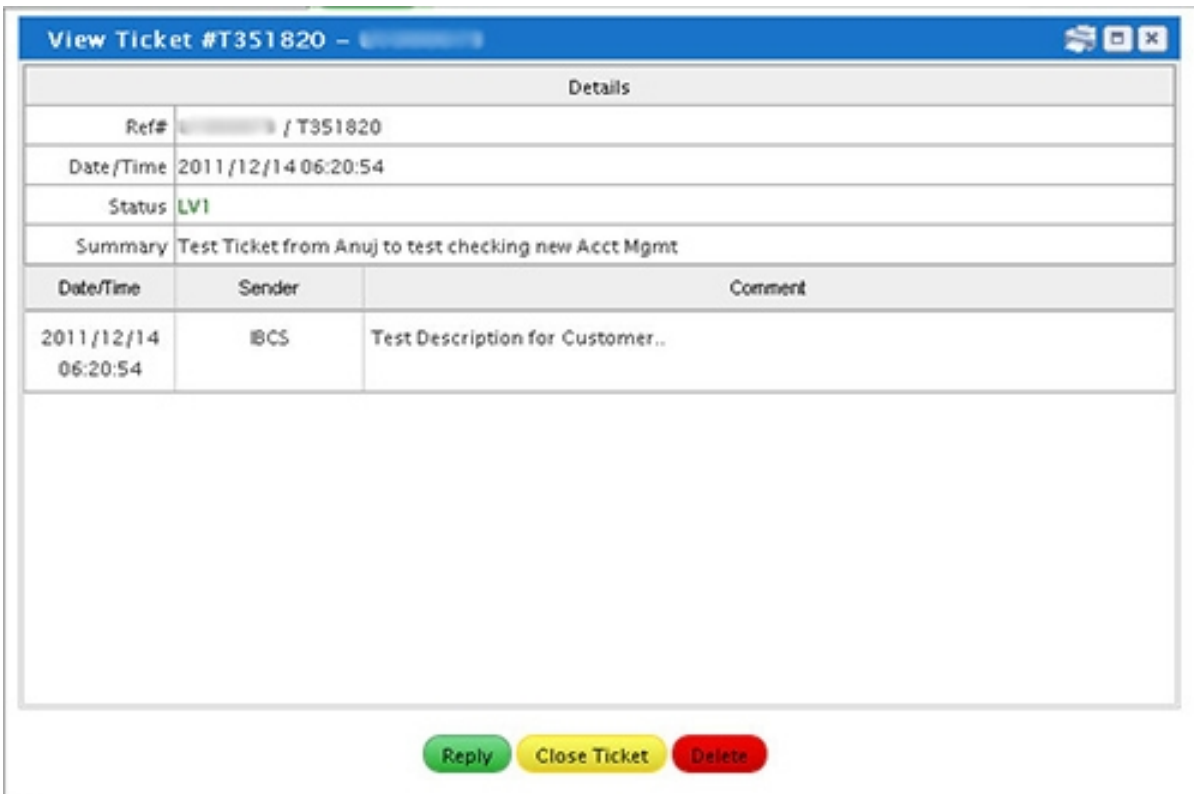 View Ticket #T351820 –
Details
Ref# / T351820
Date/Time 2011/12/14 06:20:54
Status LV1
Summary Test Ticket from Anuj to test checking new Acct Mgmt
Date/Time Sender Comment
2011/12/14 IBCS Test Description for Customer..
06:20:54
Reply Close Ticket Delete